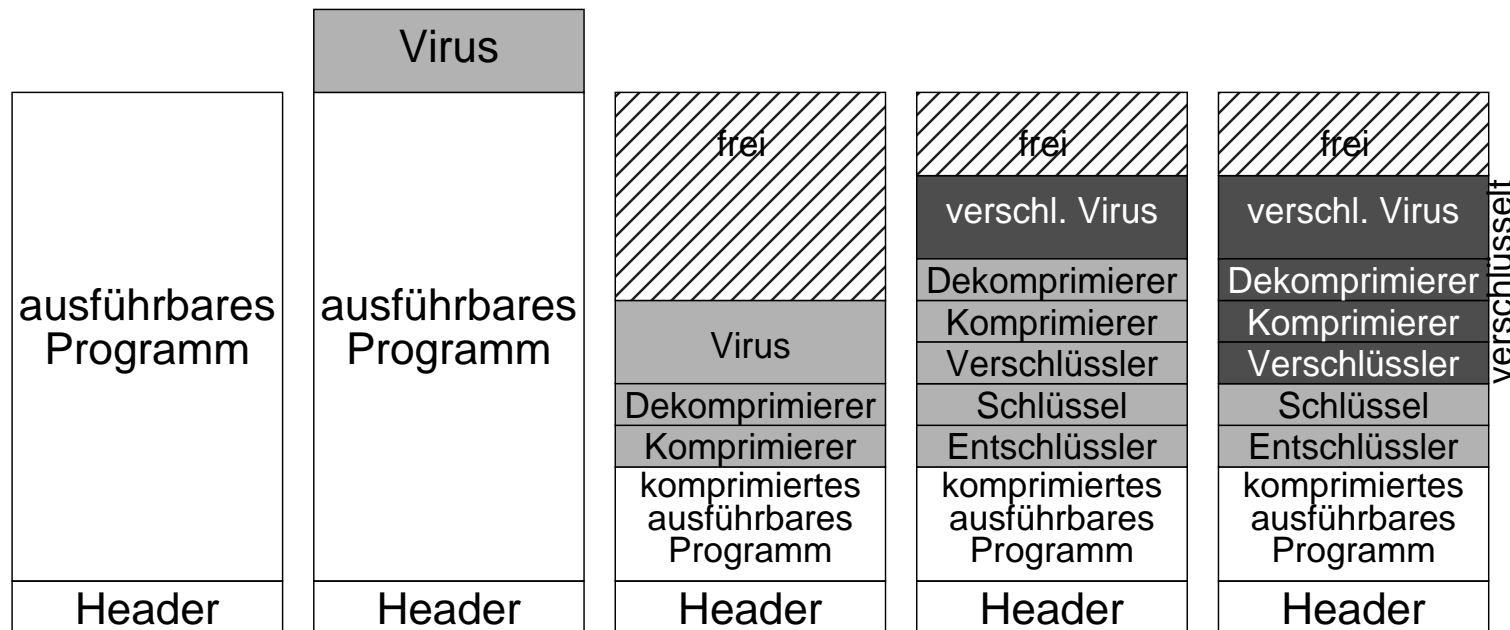 ausführbares
Programm
Header
Virus
ausführbares
Programm
Header
frei
Virus
Dekomprimierer
Komprimierer
komprimiertes
ausführbares
Programm
Header
frei
verschl. Virus
Dekomprimierer
Komprimierer
Verschlüssler
Schlüssel
Entschlüssler
komprimiertes
ausführbares
Programm
Header
frei
verschl. Virus
Dekomprimierer
Komprimierer
Verschlüssler
Schlüssel
Entschlüssler
komprimiertes
ausführbares
Programm
Header
verschlüsselt